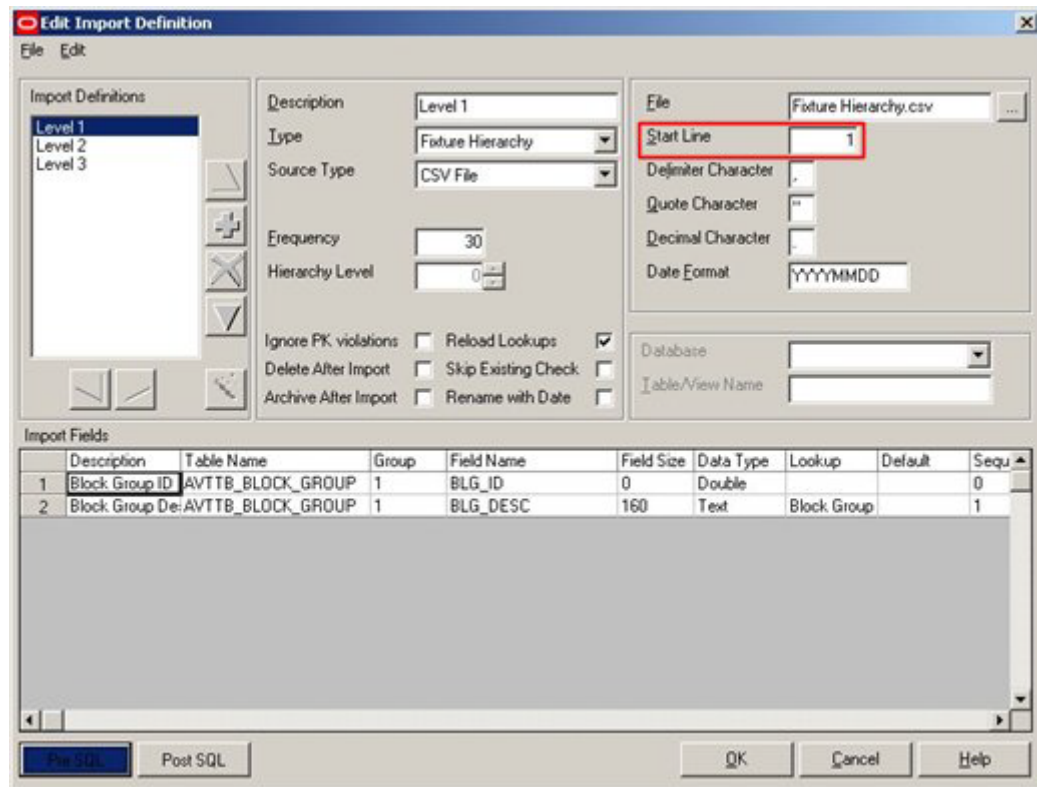 Edit Import Definition
File Edit
Import Definitions
Level 1
Level 2
Level 3
Description Level 1
Type Fixture Hierarchy
Source Type CSV File
Frequency 30
Hierarchy Level 0
Ignore PK violations Reload Lookups
Delete After Import Skip Existing Check
Archive After Import Rename with Date
File Fixture Hierarchy.csv ...
Start Line 1
Delimiter Character ,
Quote Character "
Decimal Character .
Date Format YYYYMMDD
Database
Table/View Name
Import Fields
Description Table Name Group Field Name Field Size Data Type Lookup Default Sequ
1 Block Group ID AVTTB_BLOCK_GROUP 1 BLG_ID 0 Double 0
2 Block Group De: AVTTB_BLOCK_GROUP 1 BLG_DESC 160 Text Block Group 1
Pre SQL Post SQL OK Cancel Help